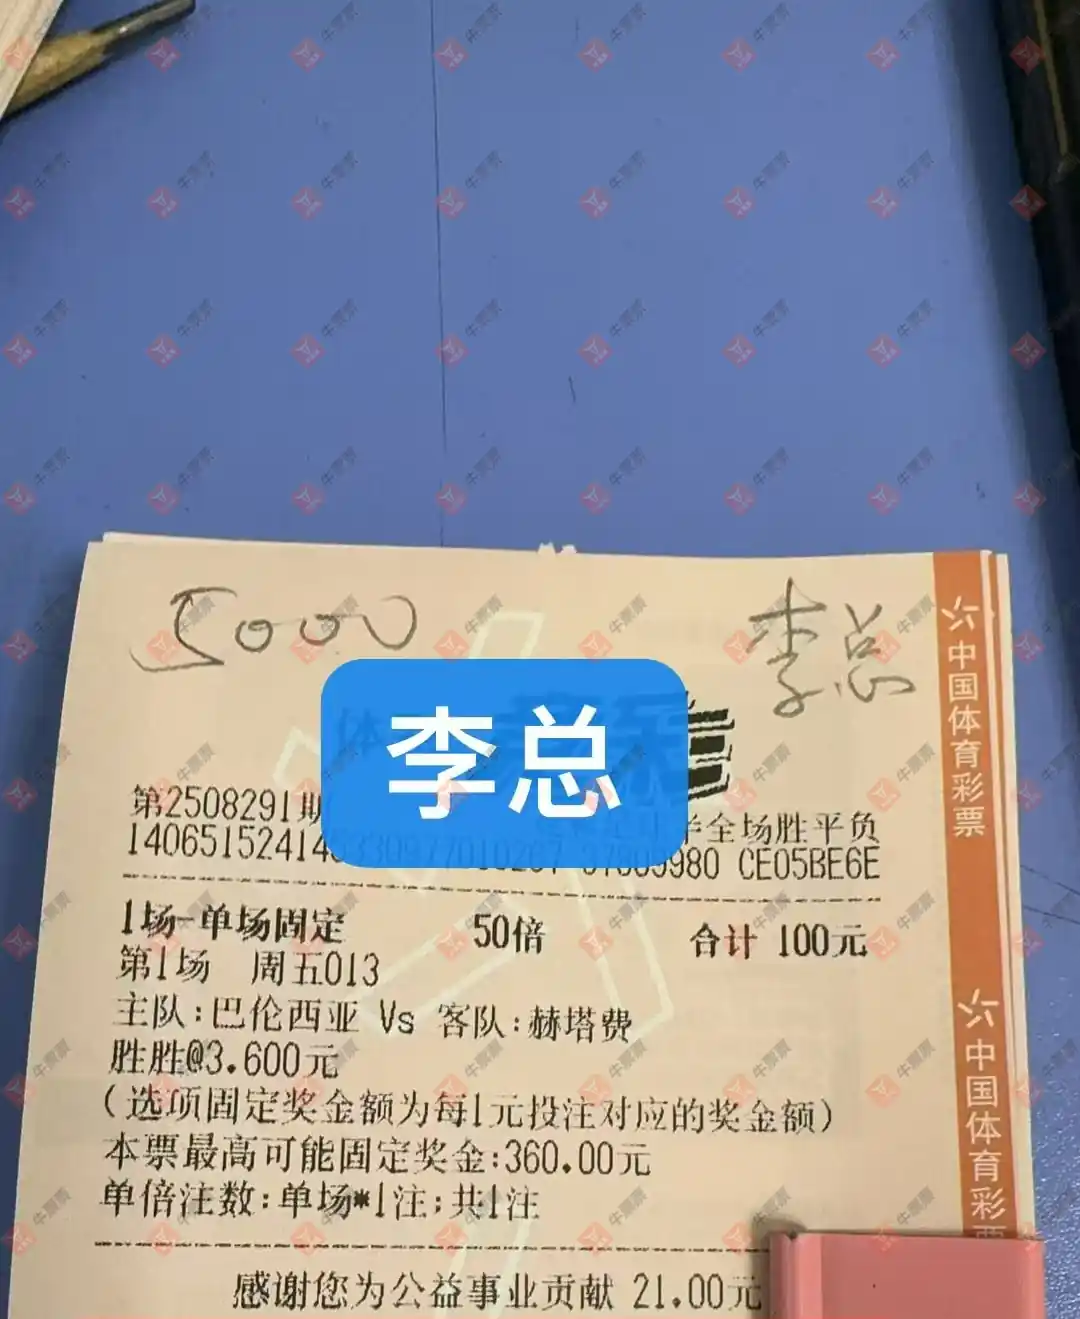 5000 李总
李总
第2508291期
全场胜平负
980 CE05BE6E
1场-单场固定 50倍 合计 100元
第1场 周五013
主队:巴伦西亚 Vs 客队:赫塔费
胜胜@3.600元
(选项固定奖金额为每1元投注对应的奖金额)
本票最高可能固定奖金:360.00元
单倍注数:单场*1注;共1注
感谢您为公益事业贡献 21.00元
中国体育彩票
中国体育彩票
牛票票